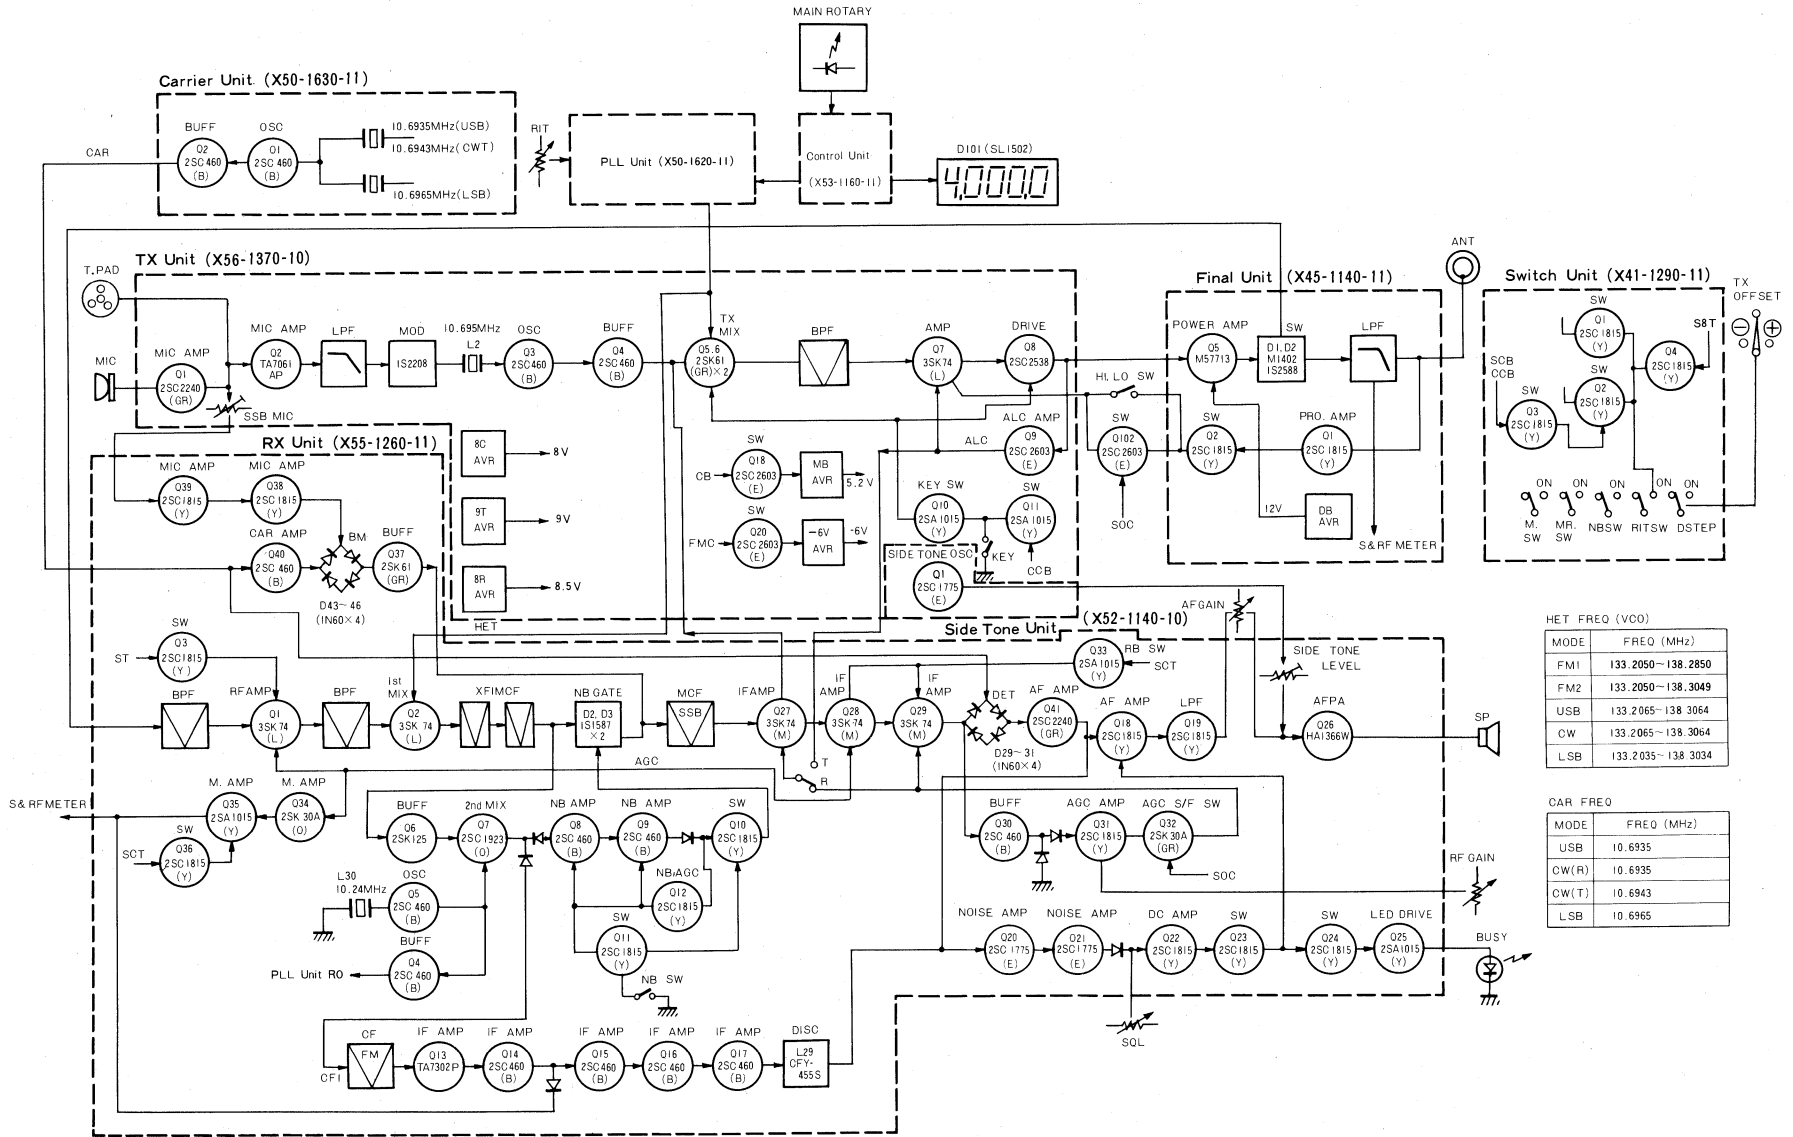 MAIN ROTARY
Carrier Unit (X50-1630-11)
BUFF
OSC
Q2
2SC460
(B)
Q1
2SC460
(B)
10.6935MHz(USB)
10.6943MHz(CWT)
10.6965MHz(LSB)
CAR
RIT
PLL Unit (X50-1620-11)
Control Unit
(X53-1160-11)
D101(SL1502)
4,000.0
TX Unit (X56-1370-10)
T.PAD
MIC
MIC AMP
Q1
2SC2240
(GR)
SSB MIC
MIC AMP
Q2
TA7061
AP
LPF
MOD
1S2208
10.695MHz
L2
OSC
Q3
2SC460
(B)
BUFF
Q4
2SC460
(B)
TX
MIX
Q5.6
2SK61
(GR)×2
BPF
AMP
Q7
3SK74
(L)
DRIVE
Q8
2SC2538
ALC AMP
Q9
2SC2603
(E)
ALC
8C
AVR
8V
9T
AVR
9V
8R
AVR
8.5V
SW
CB
Q18
2SC2603
(E)
MB
AVR
5.2V
SW
FMC
Q20
2SC2603
(E)
-6V
AVR
-6V
KEY SW
Q10
2SA1015
(Y)
SW
Q11
2SA1015
(Y)
KEY
CCB
SIDE TONE OSC
Q1
2SC1775
(E)
Side Tone Unit (X52-1140-10)
HI.LO SW
SW
Q102
2SC2603
(E)
SOC
Final Unit (X45-1140-11)
POWER AMP
Q5
M57713
SW
D1,D2
M1402
1S2588
LPF
SW
Q2
2SC1815
(Y)
PRO. AMP
Q1
2SC1815
(Y)
12V
DB
AVR
S&RF METER
ANT
Switch Unit (X41-1290-11)
SW
Q1
2SC1815
(Y)
S8T
SCB
CCB
SW
Q3
2SC1815
(Y)
SW
Q2
2SC1815
(Y)
Q4
2SC1815
(Y)
ON ON ON ON ON
M.
SW
MR.
SW
NBSW
RITSW
DSTEP
TX
OFFSET
− +
RX Unit (X55-1260-11)
MIC AMP
Q39
2SC1815
(Y)
MIC AMP
Q38
2SC1815
(Y)
CAR AMP
Q40
2SC460
(B)
BM
D43~46
(1N60×4)
BUFF
Q37
2SK61
(GR)
HET
SW
ST
Q3
2SC1815
(Y)
BPF
RFAMP
Q1
3SK74
(L)
BPF
1st
MIX
Q2
3SK74
(L)
XF1
MCF
NB GATE
D2, D3
1S1587
×2
MCF
SSB
IFAMP
Q27
3SK74
(M)
IF
AMP
Q28
3SK74
(M)
IF
AMP
Q29
3SK74
(M)
Q33
2SA1015
(Y)
RB SW
SCT
DET
D29~31
(1N60×4)
AF AMP
Q41
2SC2240
(GR)
AF AMP
Q18
2SC1815
(Y)
LPF
Q19
2SC1815
(Y)
AFGAIN
SIDE TONE
LEVEL
AFPA
Q26
HA1366W
SP
AGC
T
R
S&RFMETER
M. AMP
Q35
2SA1015
(Y)
M. AMP
Q34
2SK30A
(O)
SW
SCT
Q36
2SC1815
(Y)
BUFF
Q6
2SK125
2nd MIX
Q7
2SC1923
(O)
NB AMP
Q8
2SC460
(B)
NB AMP
Q9
2SC460
(B)
SW
Q10
2SC1815
(Y)
NB/AGC
Q12
2SC1815
(Y)
SW
Q11
2SC1815
(Y)
NB SW
L30
10.24MHz
OSC
Q5
2SC460
(B)
BUFF
Q4
2SC460
(B)
PLL Unit RO
BUFF
Q30
2SC460
(B)
AGC AMP
Q31
2SC1815
(Y)
AGC S/F SW
Q32
2SK30A
(GR)
SOC
RF GAIN
NOISE AMP
Q20
2SC1775
(E)
NOISE AMP
Q21
2SC1775
(E)
DC AMP
Q22
2SC1815
(Y)
SW
Q23
2SC1815
(Y)
SW
Q24
2SC1815
(Y)
LED DRIVE
Q25
2SA1015
(Y)
BUSY
SQL
CF
FM
CF1
IF AMP
Q13
TA7302P
IF AMP
Q14
2SC460
(B)
IF AMP
Q15
2SC460
(B)
IF AMP
Q16
2SC460
(B)
IF AMP
Q17
2SC460
(B)
DISC
L29
CFY-
455S
HET FREQ (VCO)
MODE FREQ (MHz)
FM1 133.2050~138.2850
FM2 133.2050~138.3049
USB 133.2065~138.3064
CW 133.2065~138.3064
LSB 133.2035~138.3034
CAR FREQ
MODE FREQ (MHz)
USB 10.6935
CW(R) 10.6935
CW(T) 10.6943
LSB 10.6965